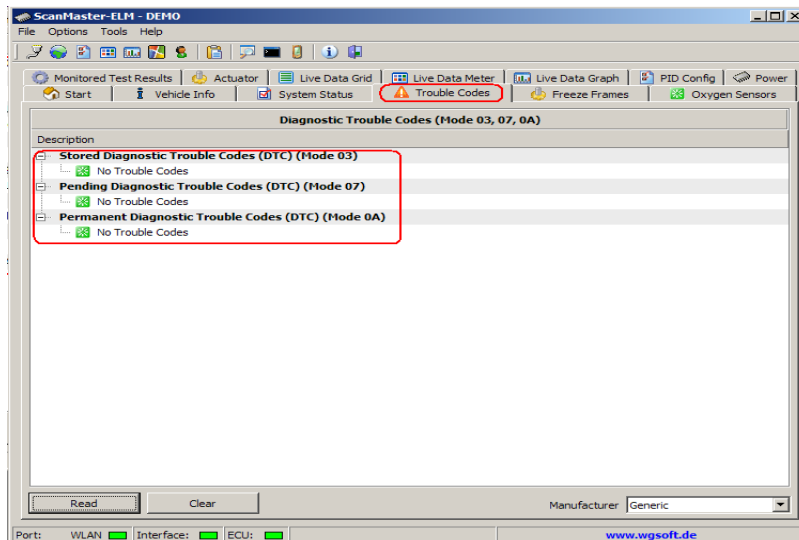 ScanMaster-ELM - DEMO
File Options Tools Help
Monitored Test Results Actuator Live Data Grid Live Data Meter Live Data Graph PID Config Power
Start Vehicle Info System Status Trouble Codes Freeze Frames Oxygen Sensors
Diagnostic Trouble Codes (Mode 03, 07, 0A)
Description
Stored Diagnostic Trouble Codes (DTC) (Mode 03)
No Trouble Codes
Pending Diagnostic Trouble Codes (DTC) (Mode 07)
No Trouble Codes
Permanent Diagnostic Trouble Codes (DTC) (Mode 0A)
No Trouble Codes
Read Clear Manufacturer Generic
Port: WLAN Interface: ECU: www.wgsoft.de